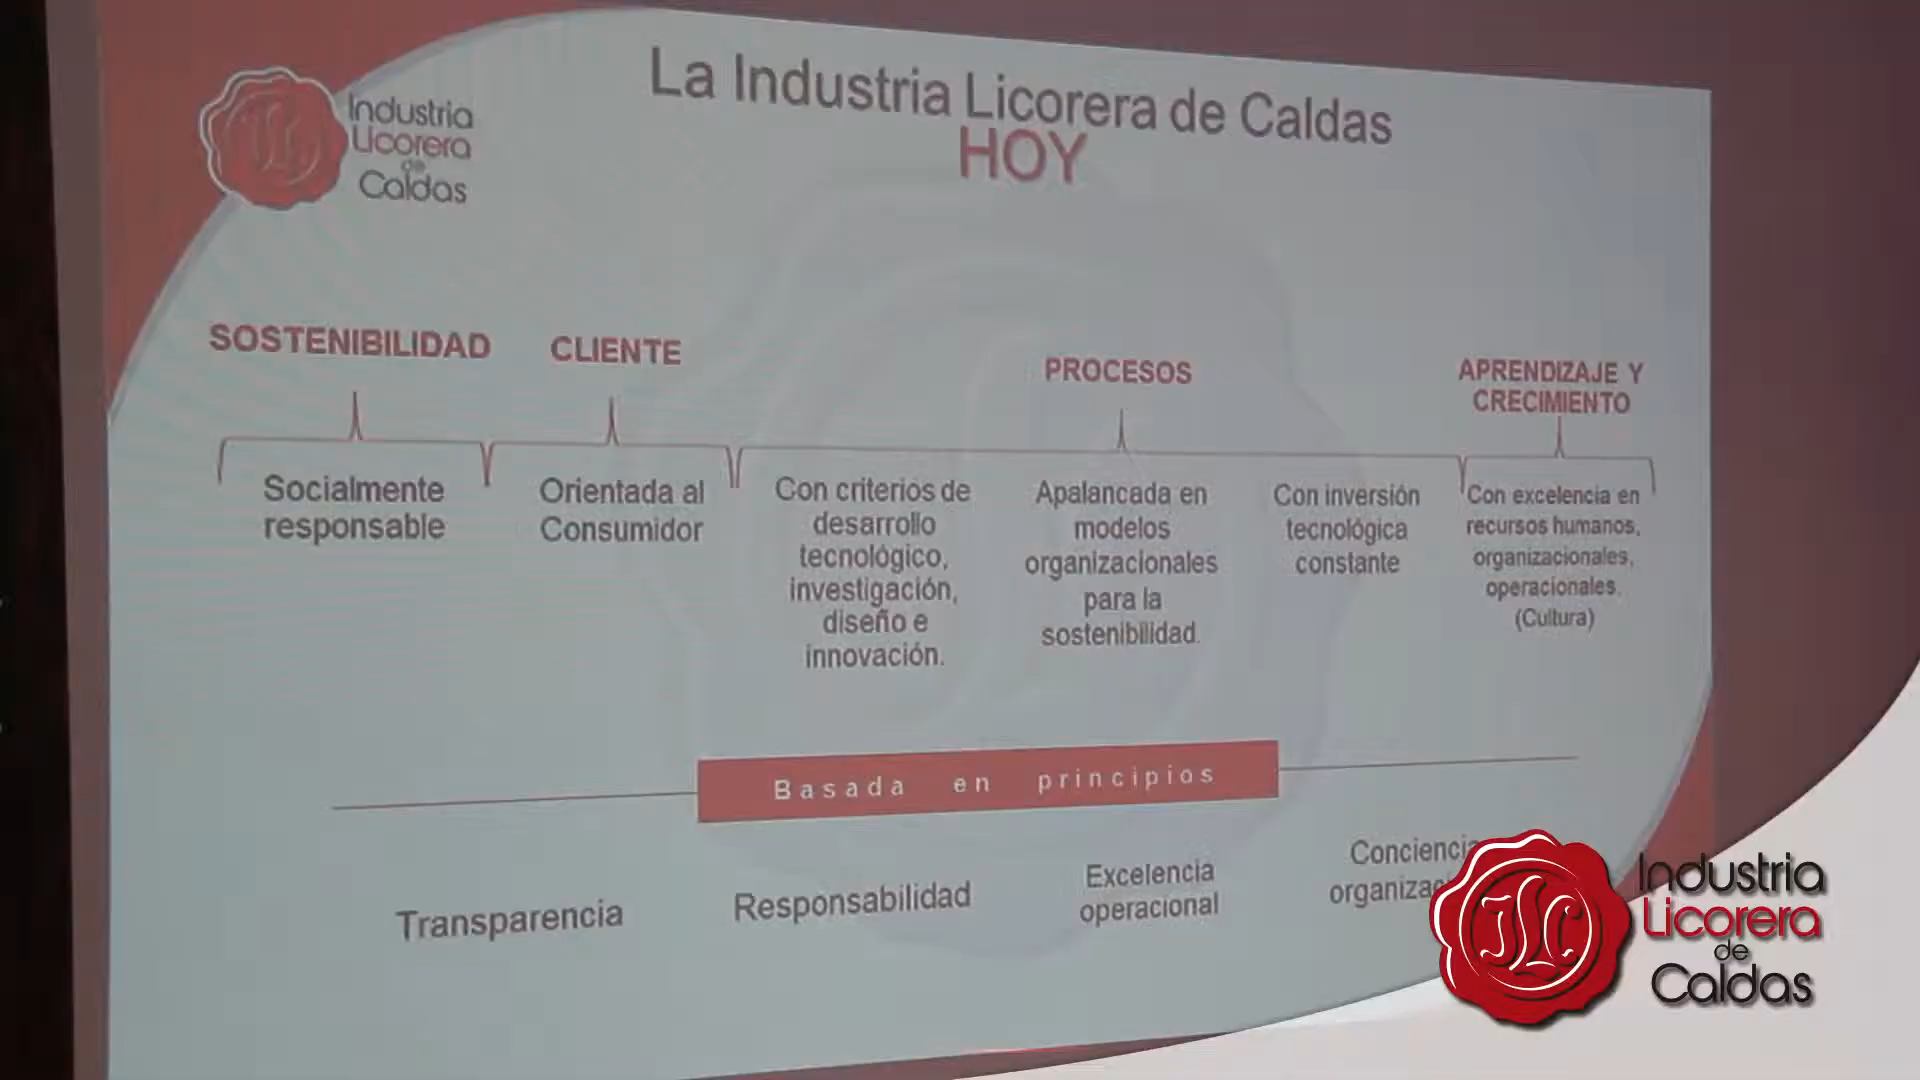 La Industria Licorera de Caldas
HOY
Industria
Licorera
de
Caldas
SOSTENIBILIDAD
CLIENTE
PROCESOS
APRENDIZAJE Y
CRECIMIENTO
Socialmente
responsable
Orientada al
Consumidor
Con criterios de
desarrollo
tecnológico,
investigación,
diseño e
innovación.
Apalancada en
modelos
organizacionales
para la
sostenibilidad.
Con inversión
tecnológica
constante
Con excelencia en
recursos humanos,
organizacionales,
operacionales.
(Cultura)
Basada en principios
Transparencia
Responsabilidad
Excelencia
operacional
Industria
Licorera
de
Caldas